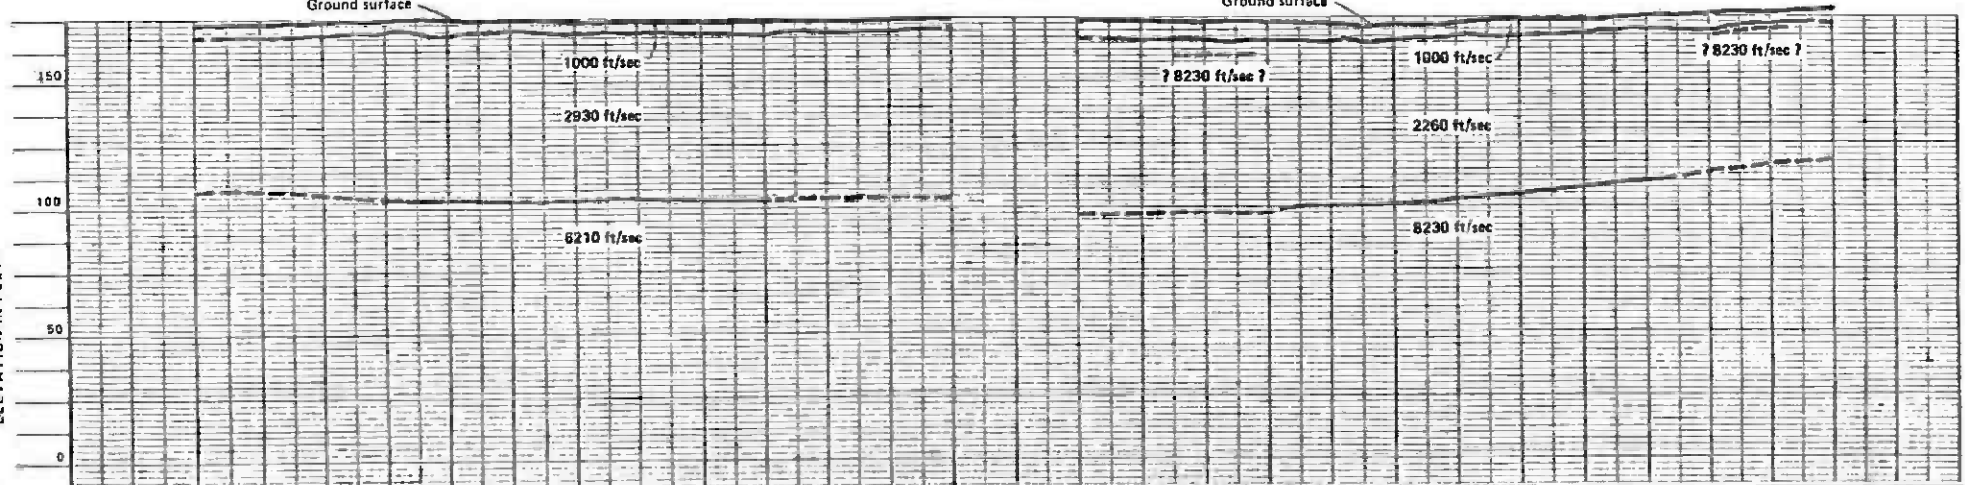 Ground surface
Ground surface
1000 ft/sec
1000 ft/sec
? 8230 ft/sec ?
150
? 8230 ft/sec ?
2930 ft/sec
2260 ft/sec
100
6210 ft/sec
8230 ft/sec
50
0